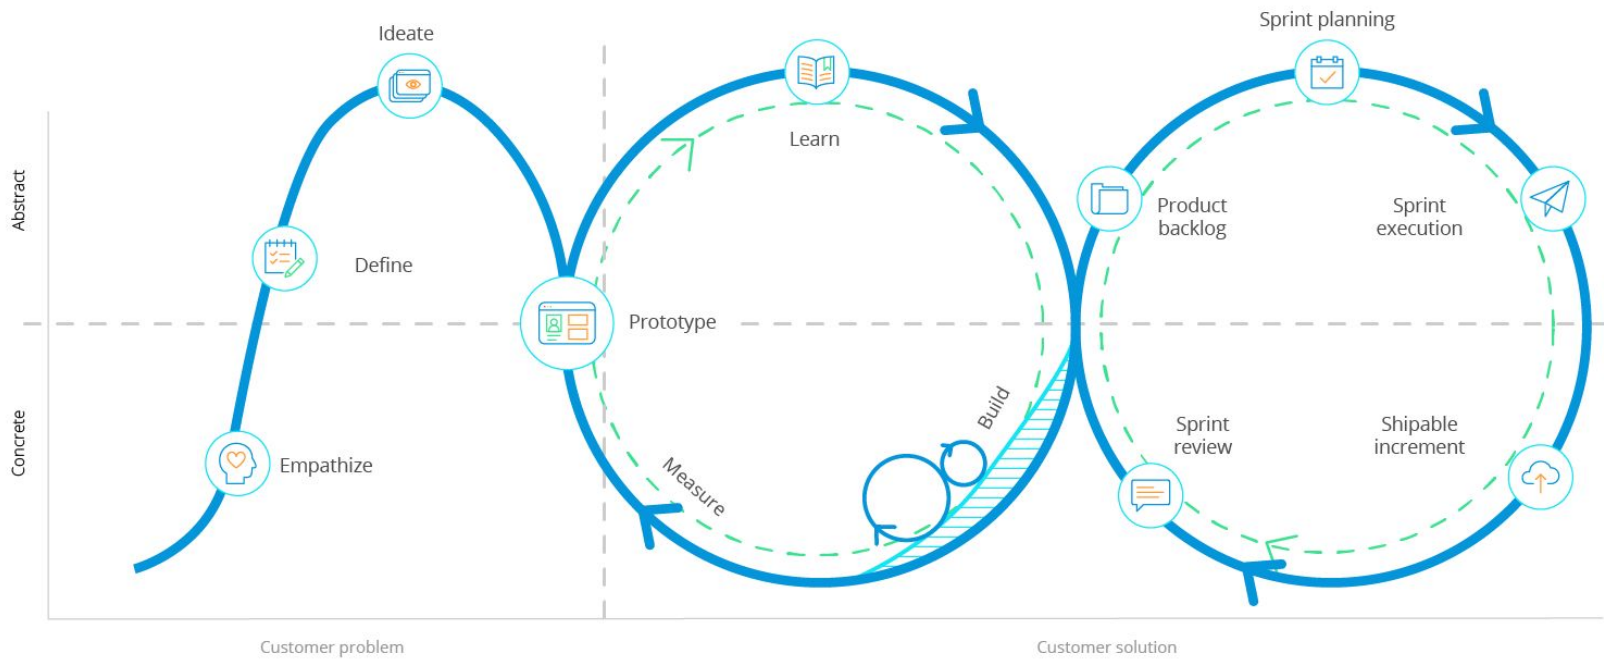 Sprint planning
Ideate
Learn
Abstract
Product
backlog
Sprint
execution
Define
Prototype
Build
Concrete
Sprint
review
Shipable
increment
Empathize
Measure
Customer problem
Customer solution